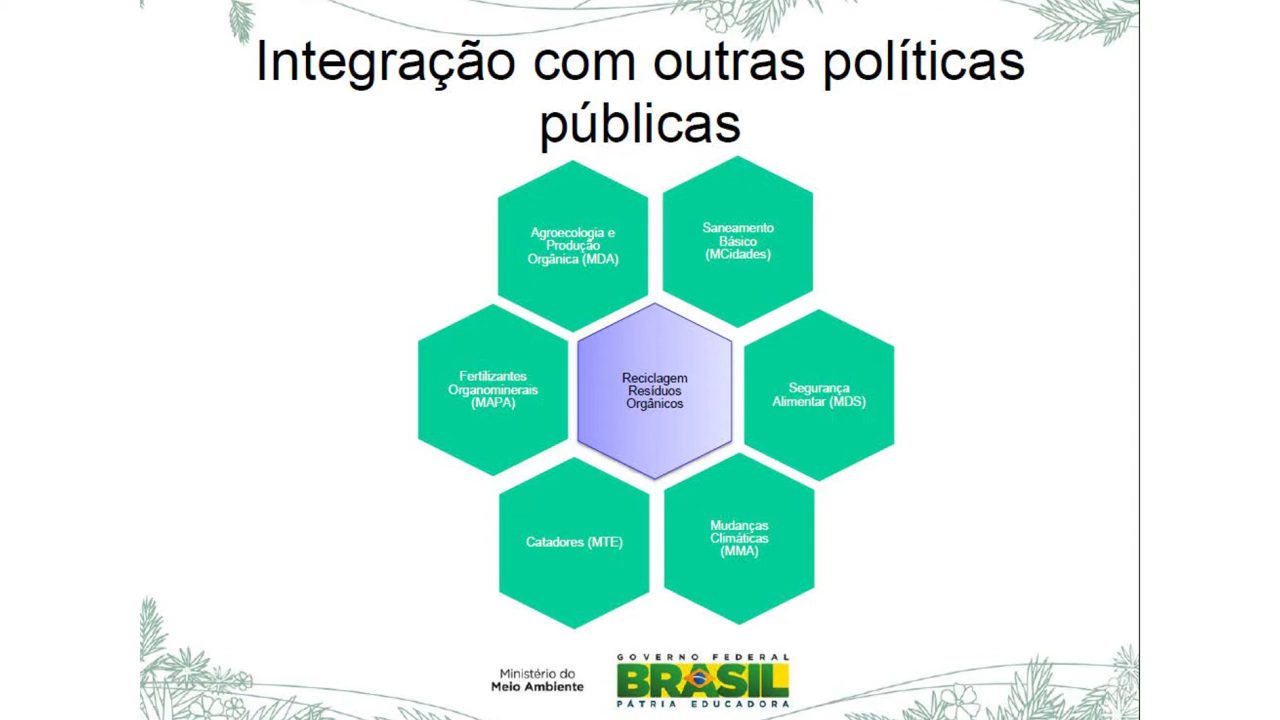 Integração com outras políticas
públicas
Agroecologia e
Produção
Orgânica (MDA)
Saneamento
Básico
(MCidades)
Fertilizantes
Organominerais
(MAPA)
Reciclagem
Resíduos
Orgânicos
Segurança
Alimentar (MDS)
Catadores (MTE)
Mudanças
Climáticas
(MMA)
Ministério do
Meio Ambiente
GOVERNO FEDERAL
BRASIL
PÁTRIA EDUCADORA